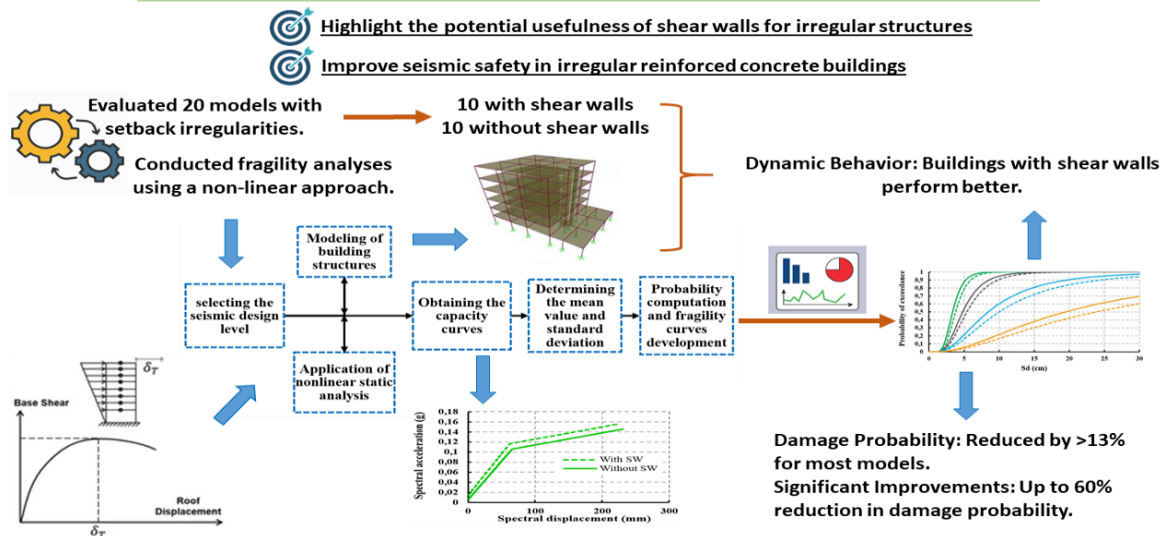 Highlight the potential usefulness of shear walls for irregular structures
Improve seismic safety in irregular reinforced concrete buildings
Evaluated 20 models with
setback irregularities.
Conducted fragility analyses
using a non-linear approach.
10 with shear walls
10 without shear walls
Dynamic Behavior: Buildings with shear walls
perform better.
selecting the
seismic design
level
Modeling of
building
structures
Application of
nonlinear static
analysis
Obtaining the
capacity
curves
Determining
the mean
value and
standard
deviation
Probability
computation
and fragility
curves
development
Probability of exceedance
1
0,9
0,8
0,7
0,6
0,5
0,4
0,3
0,2
0,1
0
0 5 10 15 20 25 30
Sd (cm)
δT
Base Shear
Roof
Displacement
δT
Spectral acceleration (g)
0,18
0,16
0,14
0,12
0,1
0,08
0,06
0,04
0,02
0
With SW
Without SW
0 100 200 300
Spectral displacement (mm)
Damage Probability: Reduced by >13%
for most models.
Significant Improvements: Up to 60%
reduction in damage probability.